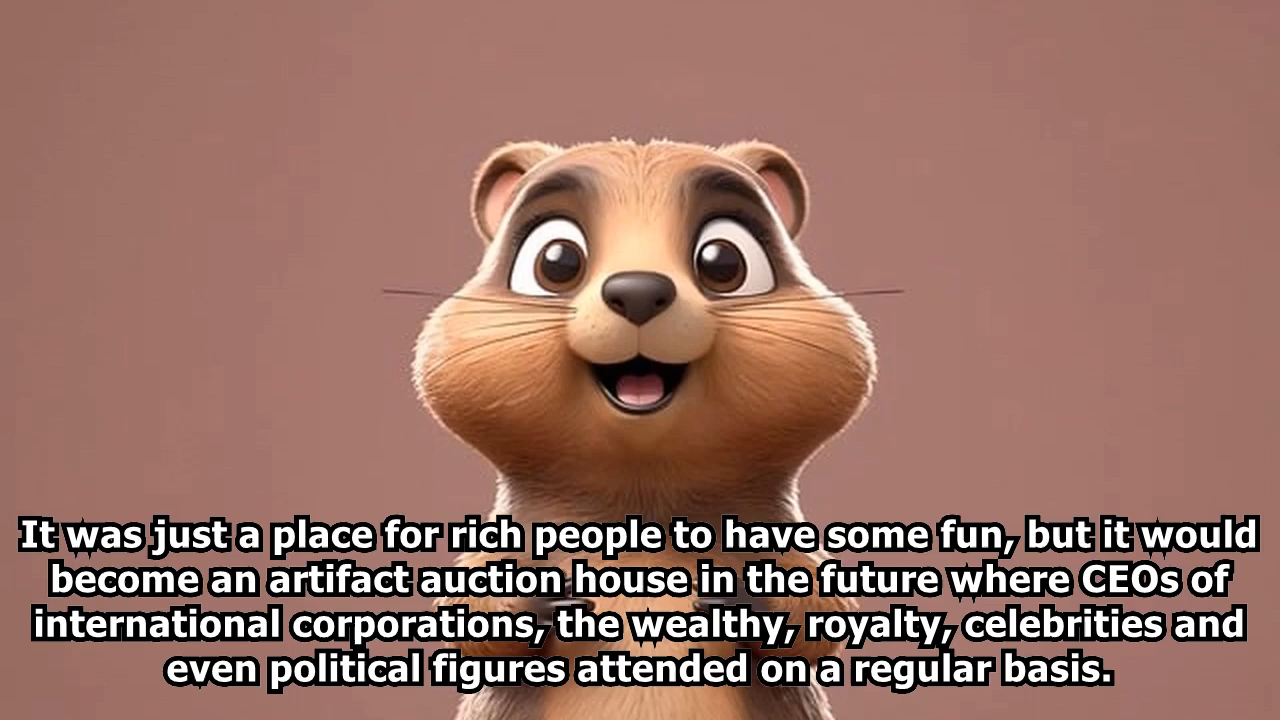 It was just a place for rich people to have some fun, but it would
become an artifact auction house in the future where CEOs of
international corporations, the wealthy, royalty, celebrities and
even political figures attended on a regular basis.